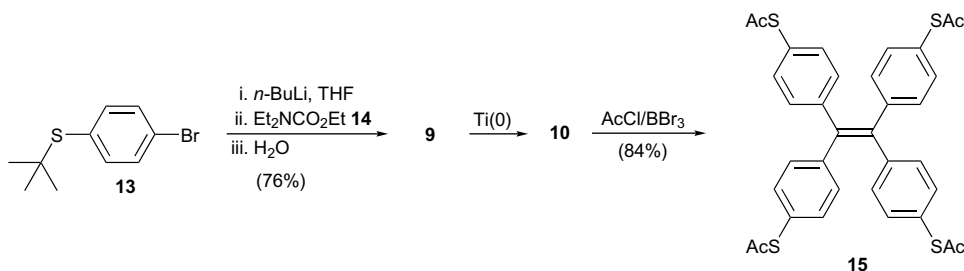 AcS
SAc
i. n-BuLi, THF
ii. Et₂NCO₂Et 14
iii. H₂O
(76%)
S
Br
13
9
Ti(0)
10
AcCl/BBr₃
(84%)
AcS
SAc
15